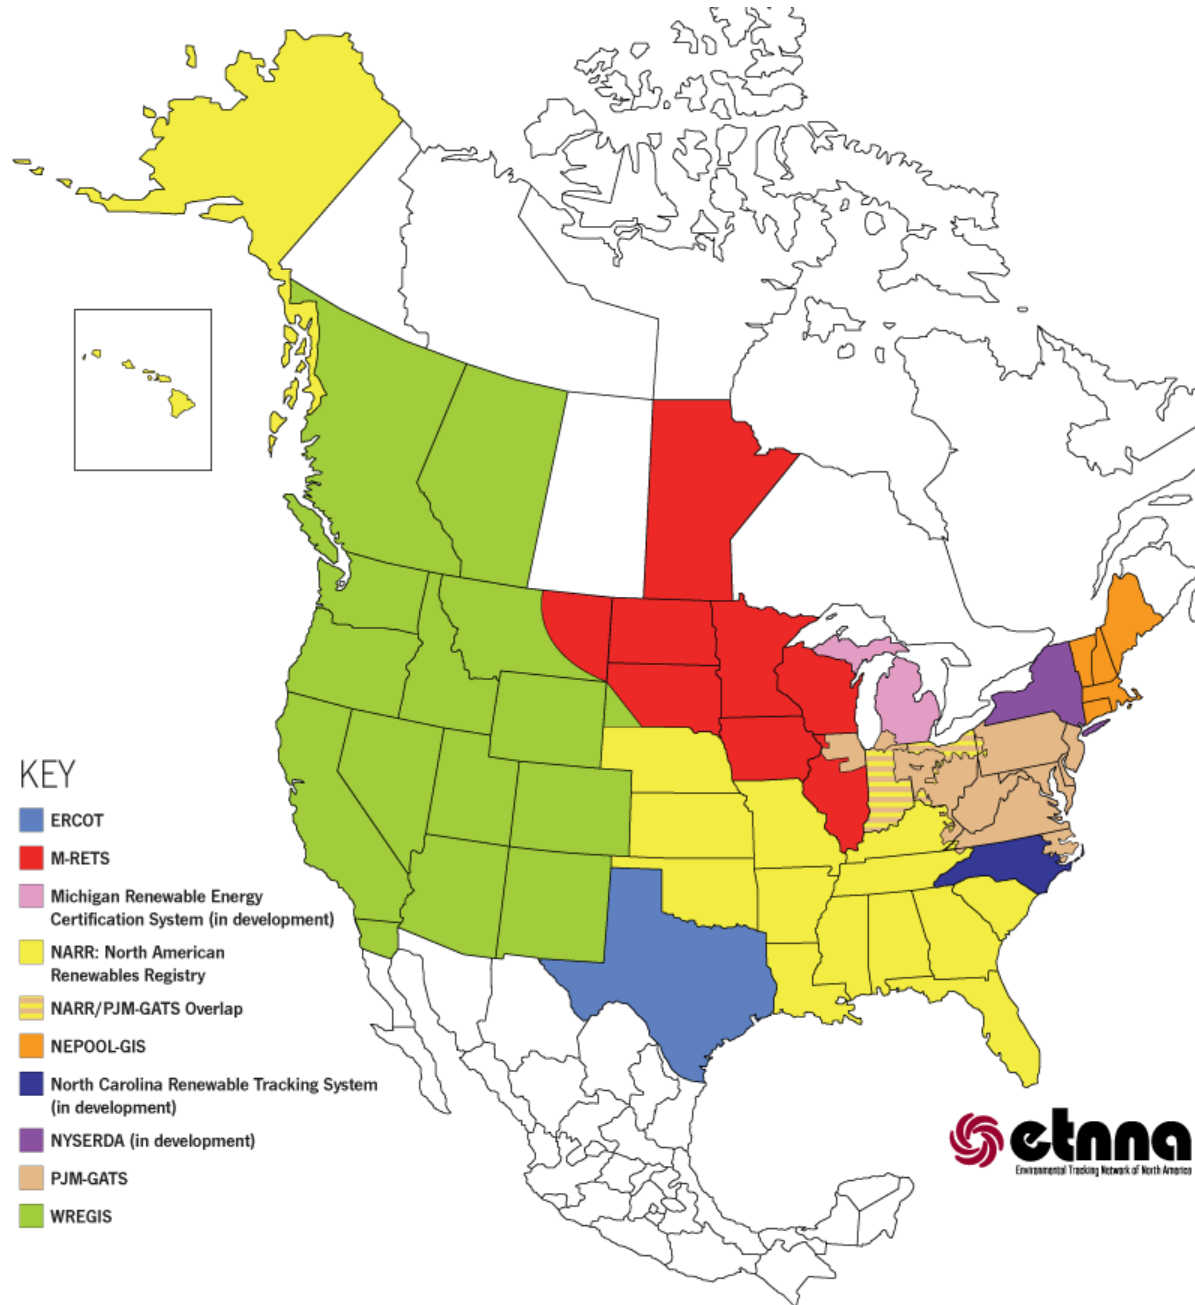 KEY
ERCOT
M-RETS
Michigan Renewable Energy
Certification System (in development)
NARR: North American
Renewables Registry
NARR/PJM-GATS Overlap
NEPOOL-GIS
North Carolina Renewable Tracking System
(in development)
NYSERDA (in development)
PJM-GATS
WREGIS
etnna
Environmental Tracking Network of North America